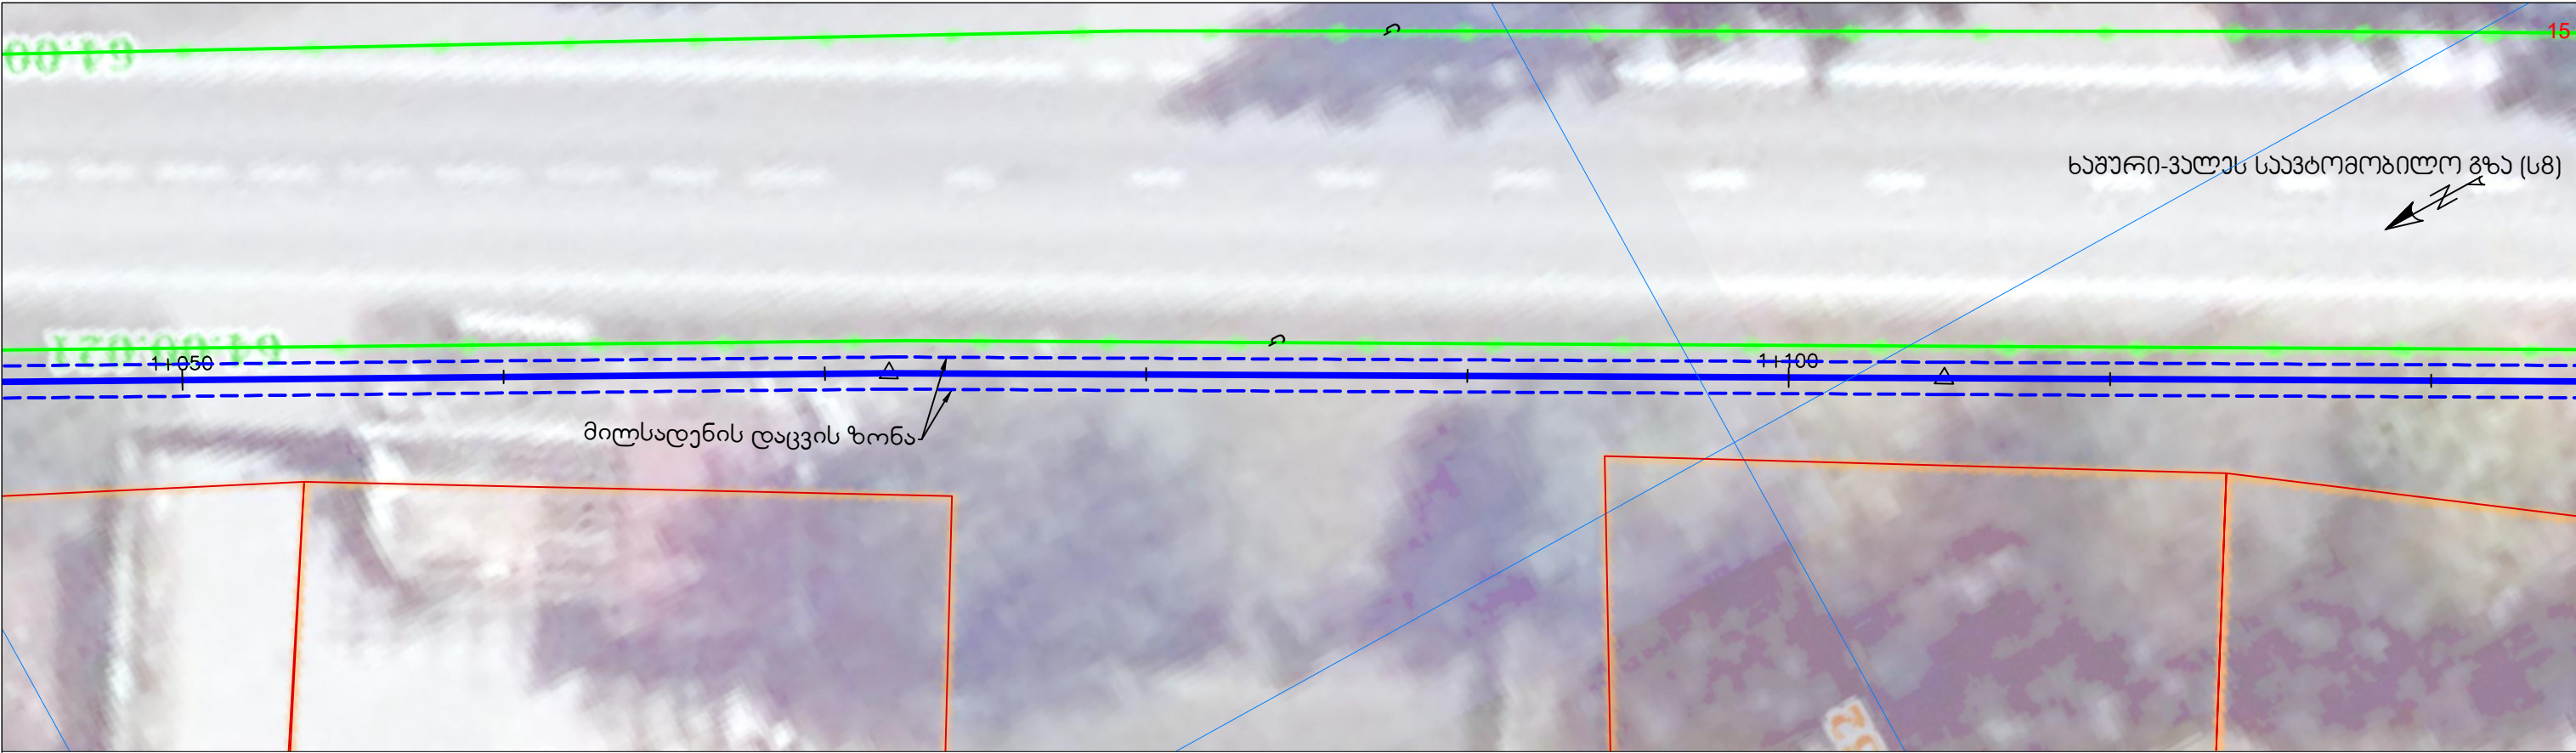 15
ხაშური-ვალეს საავტომობილო გზა (ს8)
1+050
1+100
მილსადენის დაცვის ზონა